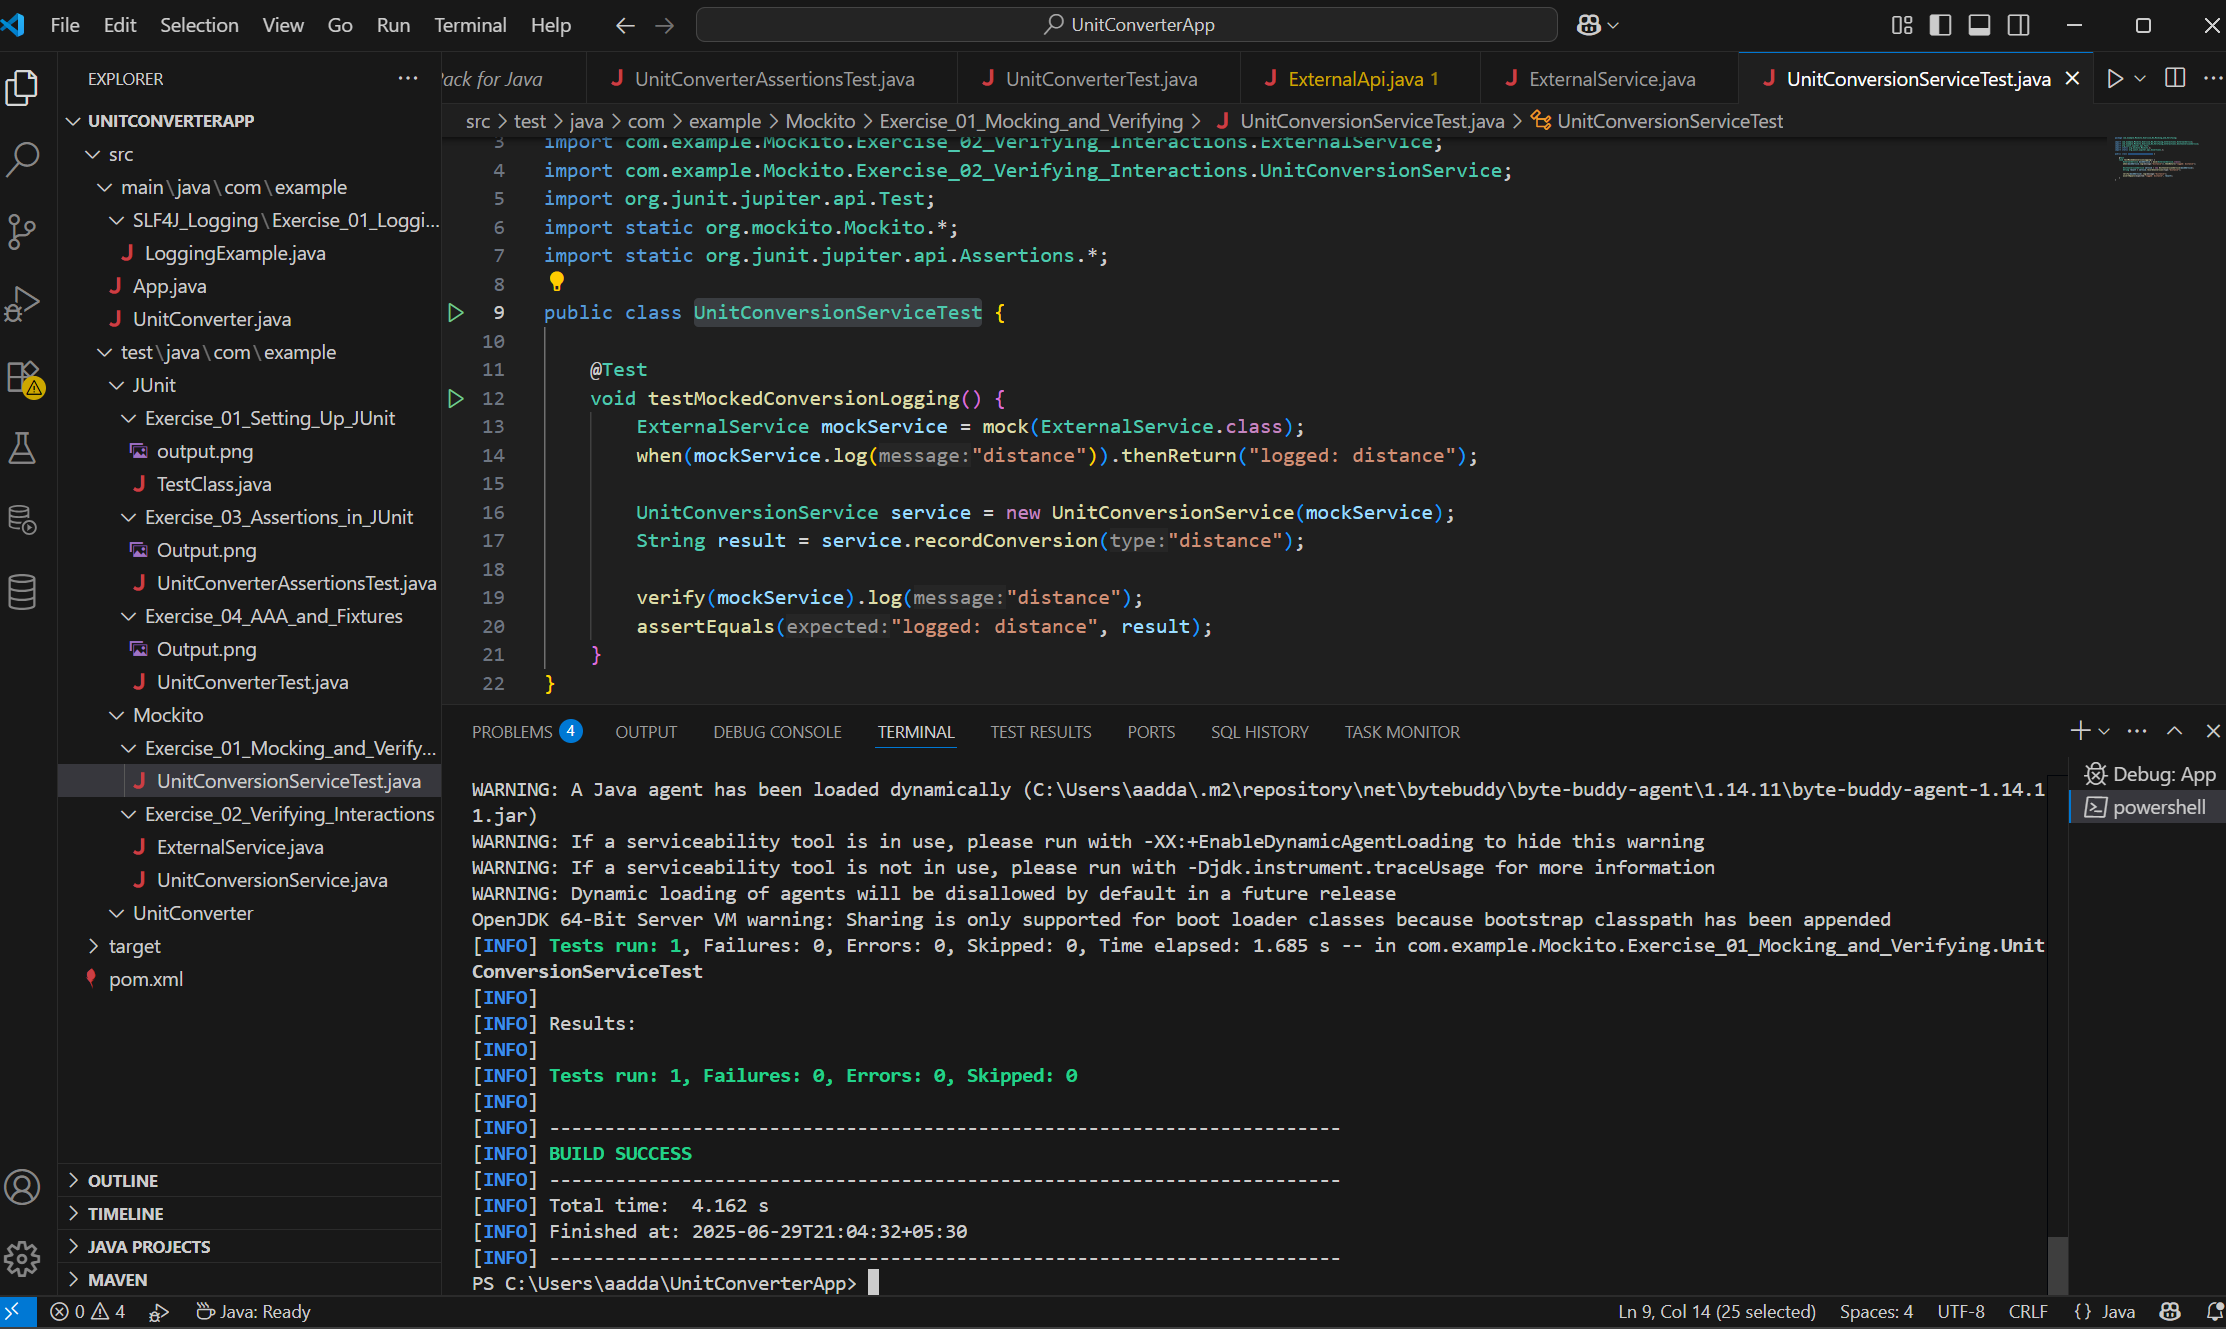 File Edit Selection View Go Run Terminal Help
UnitConverterApp
EXPLORER
UNITCONVERTERAPP
src
main\java\com\example
SLF4J_Logging\Exercise_01_Loggi...
LoggingExample.java
App.java
UnitConverter.java
test\java\com\example
JUnit
Exercise_01_Setting_Up_JUnit
output.png
TestClass.java
Exercise_03_Assertions_in_JUnit
Output.png
UnitConverterAssertionsTest.java
Exercise_04_AAA_and_Fixtures
Output.png
UnitConverterTest.java
Mockito
Exercise_01_Mocking_and_Verify...
UnitConversionServiceTest.java
Exercise_02_Verifying_Interactions
ExternalService.java
UnitConversionService.java
UnitConverter
target
pom.xml
OUTLINE
TIMELINE
JAVA PROJECTS
MAVEN
ack for Java UnitConverterAssertionsTest.java UnitConverterTest.java ExternalApi.java 1 ExternalService.java UnitConversionServiceTest.java
src > test > java > com > example > Mockito > Exercise_01_Mocking_and_Verifying > UnitConversionServiceTest.java > UnitConversionServiceTest
3 import com.example.Mockito.Exercise_02_Verifying_Interactions.ExternalService;
4 import com.example.Mockito.Exercise_02_Verifying_Interactions.UnitConversionService;
5 import org.junit.jupiter.api.Test;
6 import static org.mockito.Mockito.*;
7 import static org.junit.jupiter.api.Assertions.*;
8
9 public class UnitConversionServiceTest {
10
11 @Test
12 void testMockedConversionLogging() {
13 ExternalService mockService = mock(ExternalService.class);
14 when(mockService.log(message:"distance")).thenReturn("logged: distance");
15
16 UnitConversionService service = new UnitConversionService(mockService);
17 String result = service.recordConversion(type:"distance");
18
19 verify(mockService).log(message:"distance");
20 assertEquals(expected:"logged: distance", result);
21 }
22 }
PROBLEMS 4 OUTPUT DEBUG CONSOLE TERMINAL TEST RESULTS PORTS SQL HISTORY TASK MONITOR
WARNING: A Java agent has been loaded dynamically (C:\Users\aadda\.m2\repository\net\bytebuddy\byte-buddy-agent\1.14.11\byte-buddy-agent-1.14.1
1.jar)
WARNING: If a serviceability tool is in use, please run with -XX:+EnableDynamicAgentLoading to hide this warning
WARNING: If a serviceability tool is not in use, please run with -Djdk.instrument.traceUsage for more information
WARNING: Dynamic loading of agents will be disallowed by default in a future release
OpenJDK 64-Bit Server VM warning: Sharing is only supported for boot loader classes because bootstrap classpath has been appended
[INFO] Tests run: 1, Failures: 0, Errors: 0, Skipped: 0, Time elapsed: 1.685 s -- in com.example.Mockito.Exercise_01_Mocking_and_Verifying.Unit
ConversionServiceTest
[INFO]
[INFO] Results:
[INFO]
[INFO] Tests run: 1, Failures: 0, Errors: 0, Skipped: 0
[INFO]
[INFO] ------------------------------------------------------------------------
[INFO] BUILD SUCCESS
[INFO] ------------------------------------------------------------------------
[INFO] Total time:  4.162 s
[INFO] Finished at: 2025-06-29T21:04:32+05:30
[INFO] ------------------------------------------------------------------------
PS C:\Users\aadda\UnitConverterApp>
Debug: App
powershell
0 4 Java: Ready Ln 9, Col 14 (25 selected) Spaces: 4 UTF-8 CRLF {} Java